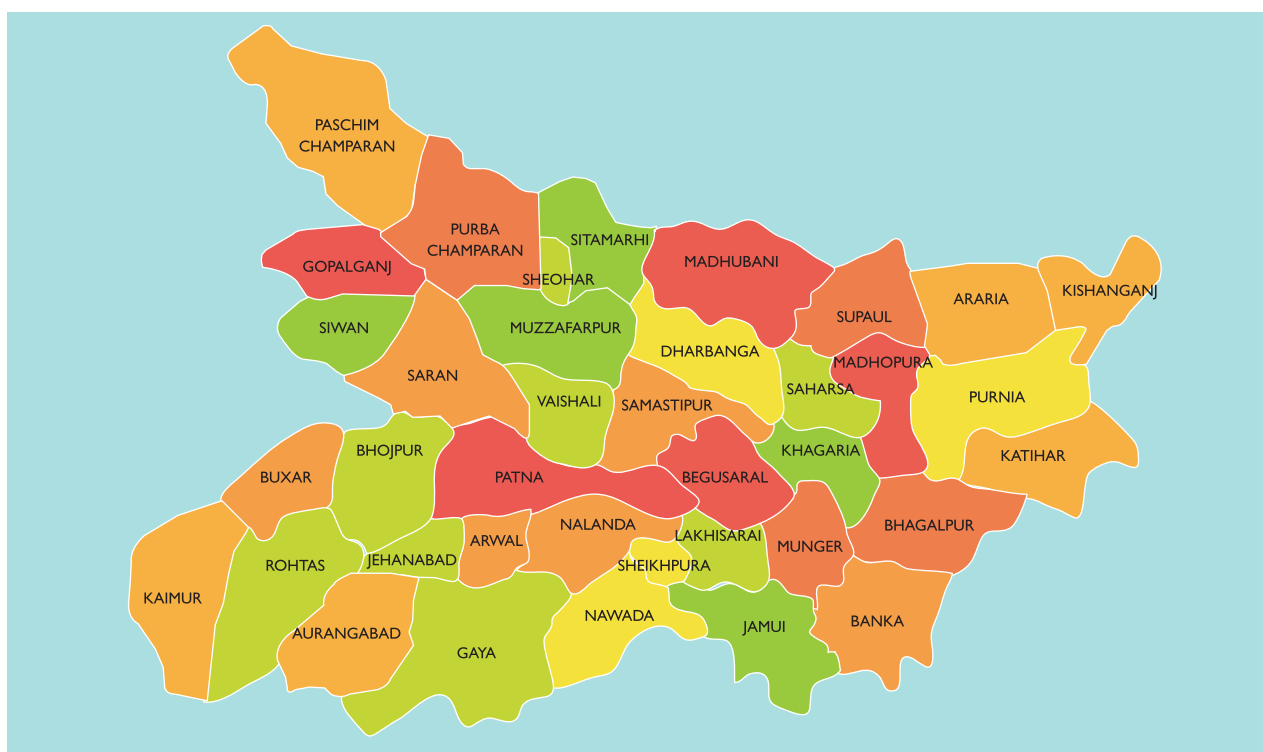 PASCHIM
CHAMPARAN
PURBA
CHAMPARAN
SITAMARHI
GOPALGANJ
SHEOHAR
MADHUBANI
KISHANGANJ
ARARIA
SIWAN
MUZZAFARPUR
SUPAUL
DHARBANGA
MADHOPURA
SARAN
SAHARSA
PURNIA
VAISHALI
SAMASTIPUR
BHOJPUR
KHAGARIA
KATIHAR
BUXAR
PATNA
BEGUSARAL
NALANDA
BHAGALPUR
LAKHISARAI
ARWAL
MUNGER
JEHANABAD
ROHTAS
SHEIKHPURA
KAIMUR
NAWADA
BANKA
JAMUI
AURANGABAD
GAYA